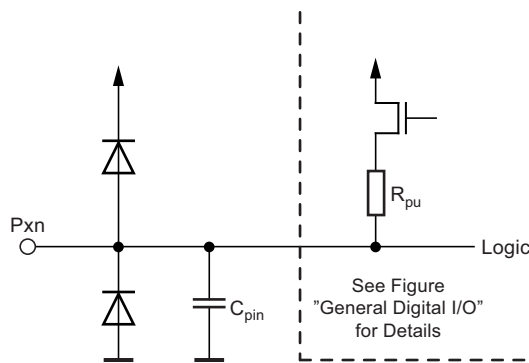 Pxn
R_pu
Logic
C_pin
See Figure
"General Digital I/O"
for Details